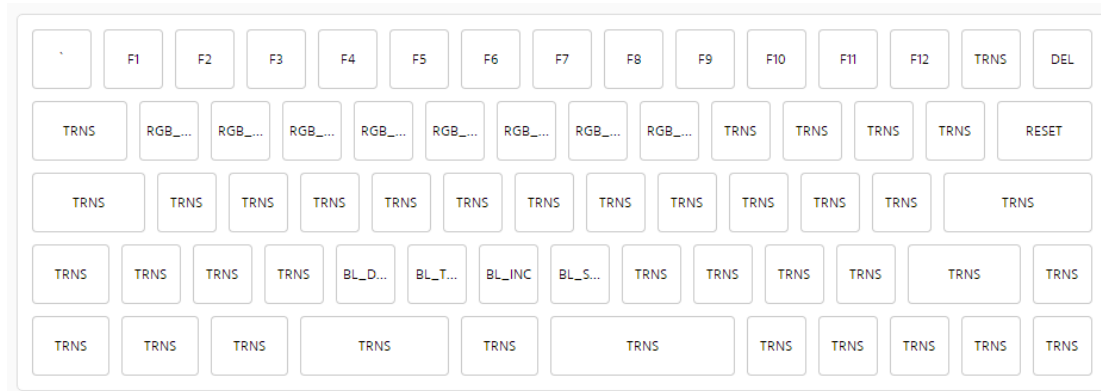 ` F1 F2 F3 F4 F5 F6 F7 F8 F9 F10 F11 F12 TRNS DEL
TRNS RGB_... RGB_... RGB_... RGB_... RGB_... RGB_... RGB_... RGB_... TRNS TRNS TRNS TRNS RESET
TRNS TRNS TRNS TRNS TRNS TRNS TRNS TRNS TRNS TRNS TRNS TRNS TRNS
TRNS TRNS TRNS TRNS BL_D... BL_T... BL_INC BL_S... TRNS TRNS TRNS TRNS TRNS TRNS
TRNS TRNS TRNS TRNS TRNS TRNS TRNS TRNS TRNS TRNS TRNS